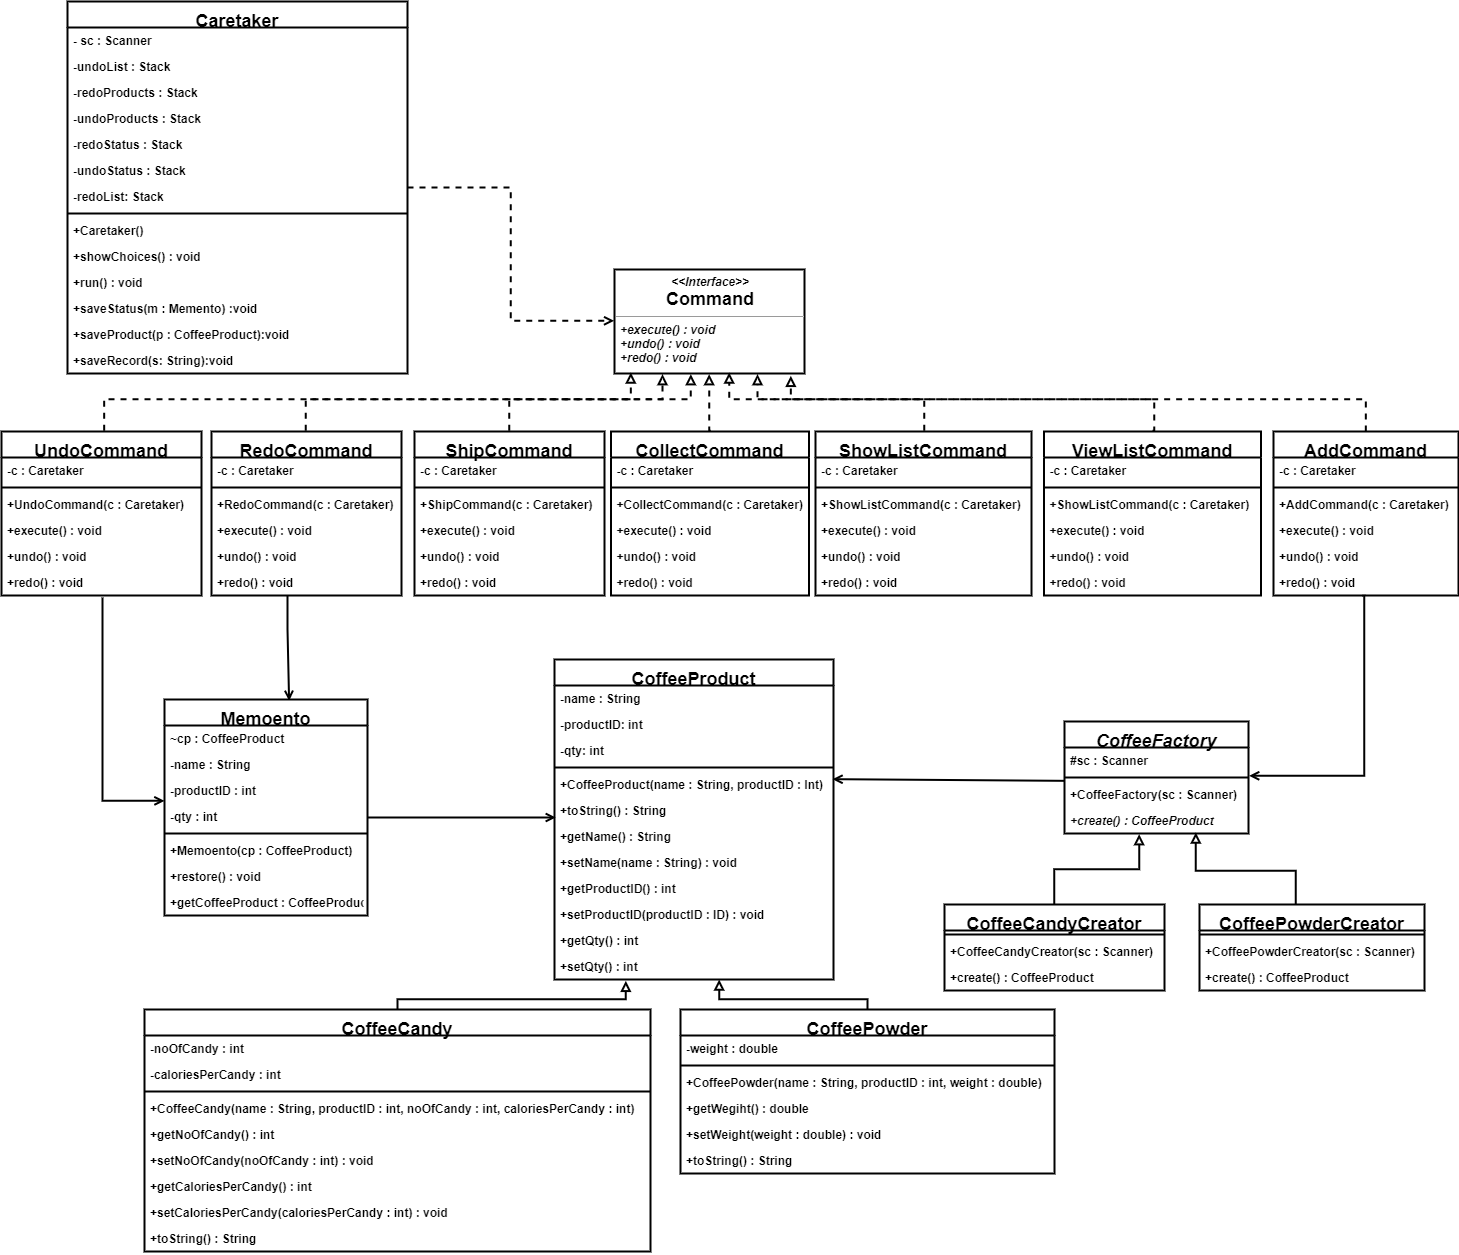 Caretaker
- sc : Scanner
-undoList : Stack
-redoProducts : Stack
-undoProducts : Stack
-redoStatus : Stack
-undoStatus : Stack
-redoList: Stack
+Caretaker()
+showChoices() : void
+run() : void
+saveStatus(m : Memento) :void
+saveProduct(p : CoffeeProduct):void
+saveRecord(s: String):void
<<Interface>>
Command
+execute() : void
+undo() : void
+redo() : void
UndoCommand
-c : Caretaker
+UndoCommand(c : Caretaker)
+execute() : void
+undo() : void
+redo() : void
RedoCommand
-c : Caretaker
+RedoCommand(c : Caretaker)
+execute() : void
+undo() : void
+redo() : void
ShipCommand
-c : Caretaker
+ShipCommand(c : Caretaker)
+execute() : void
+undo() : void
+redo() : void
CollectCommand
-c : Caretaker
+CollectCommand(c : Caretaker)
+execute() : void
+undo() : void
+redo() : void
ShowListCommand
-c : Caretaker
+ShowListCommand(c : Caretaker)
+execute() : void
+undo() : void
+redo() : void
ViewListCommand
-c : Caretaker
+ShowListCommand(c : Caretaker)
+execute() : void
+undo() : void
+redo() : void
AddCommand
-c : Caretaker
+AddCommand(c : Caretaker)
+execute() : void
+undo() : void
+redo() : void
Memoento
~cp : CoffeeProduct
-name : String
-productID : int
-qty : int
+Memoento(cp : CoffeeProduct)
+restore() : void
+getCoffeeProduct : CoffeeProduc
CoffeeProduct
-name : String
-productID: int
-qty: int
+CoffeeProduct(name : String, productID : Int)
+toString() : String
+getName() : String
+setName(name : String) : void
+getProductID() : int
+setProductID(productID : ID) : void
+getQty() : int
+setQty() : int
CoffeeFactory
#sc : Scanner
+CoffeeFactory(sc : Scanner)
+create() : CoffeeProduct
CoffeeCandyCreator
+CoffeeCandyCreator(sc : Scanner)
+create() : CoffeeProduct
CoffeePowderCreator
+CoffeePowderCreator(sc : Scanner)
+create() : CoffeeProduct
CoffeeCandy
-noOfCandy : int
-caloriesPerCandy : int
+CoffeeCandy(name : String, productID : int, noOfCandy : int, caloriesPerCandy : int)
+getNoOfCandy() : int
+setNoOfCandy(noOfCandy : int) : void
+getCaloriesPerCandy() : int
+setCaloriesPerCandy(caloriesPerCandy : int) : void
+toString() : String
CoffeePowder
-weight : double
+CoffeePowder(name : String, productID : int, weight : double)
+getWegiht() : double
+setWeight(weight : double) : void
+toString() : String